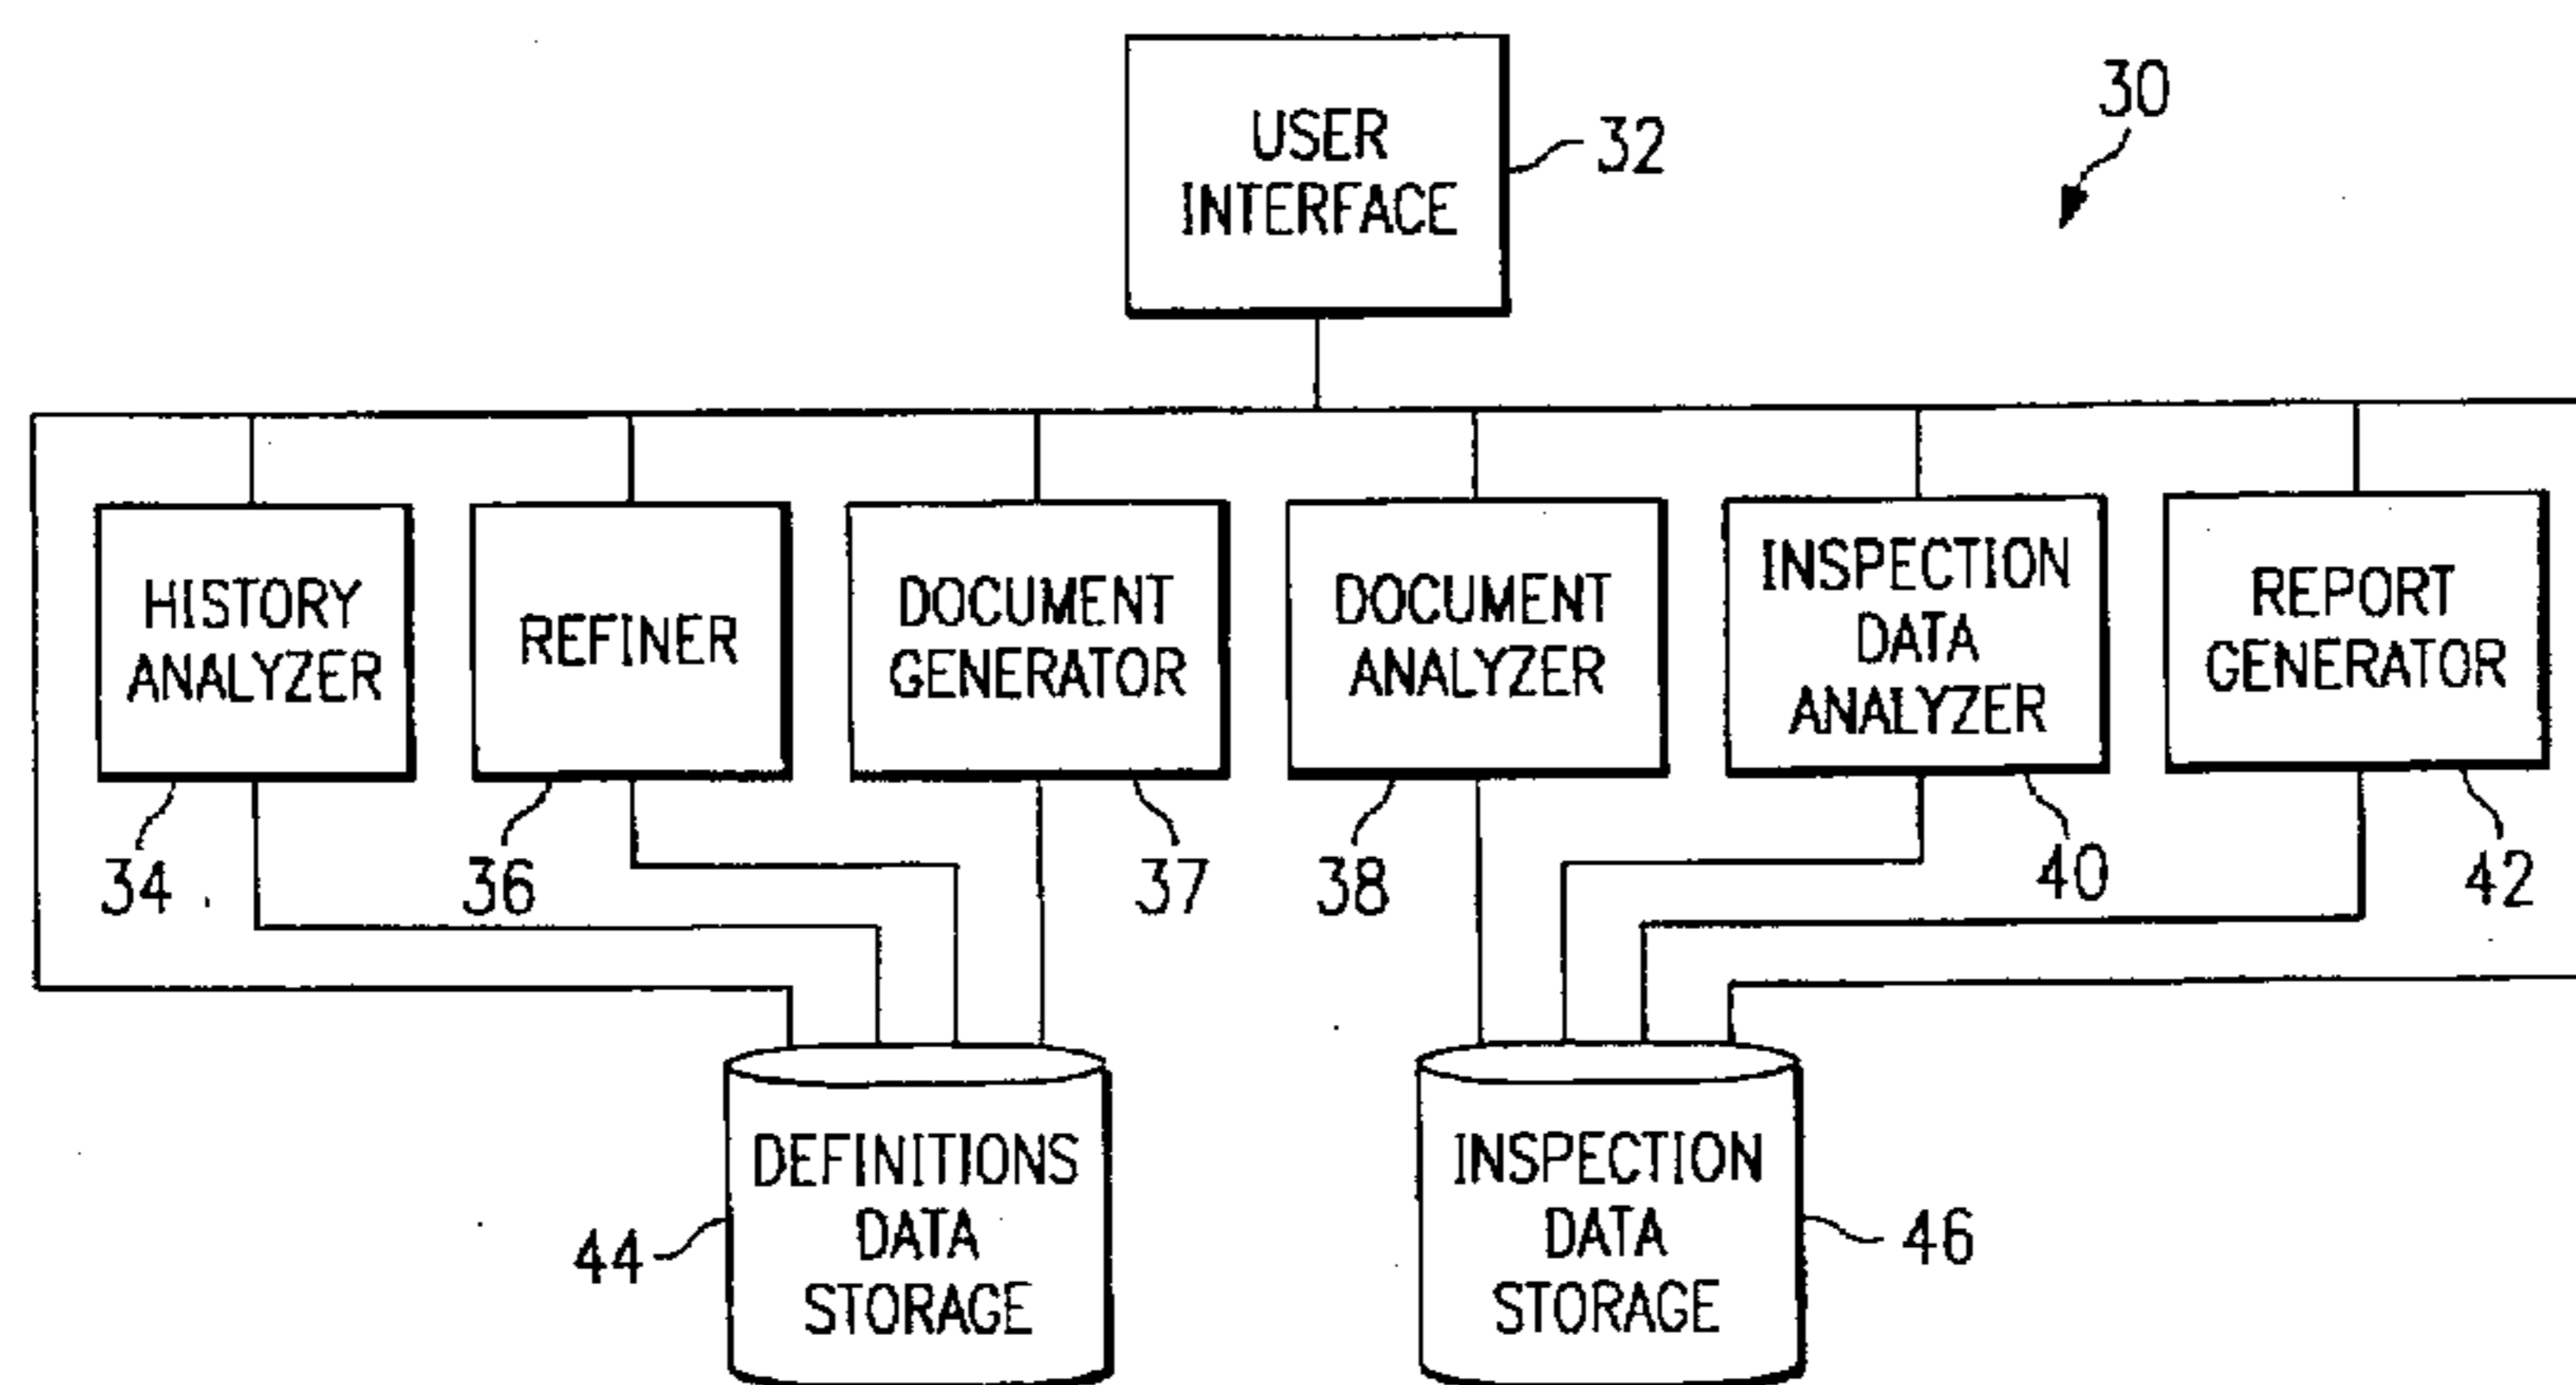 USER
INTERFACE
32
30
HISTORY
ANALYZER
REFINER
DOCUMENT
GENERATOR
DOCUMENT
ANALYZER
INSPECTION
DATA
ANALYZER
REPORT
GENERATOR
34
36
37
38
40
42
DEFINITIONS
DATA
STORAGE
44
INSPECTION
DATA
STORAGE
46